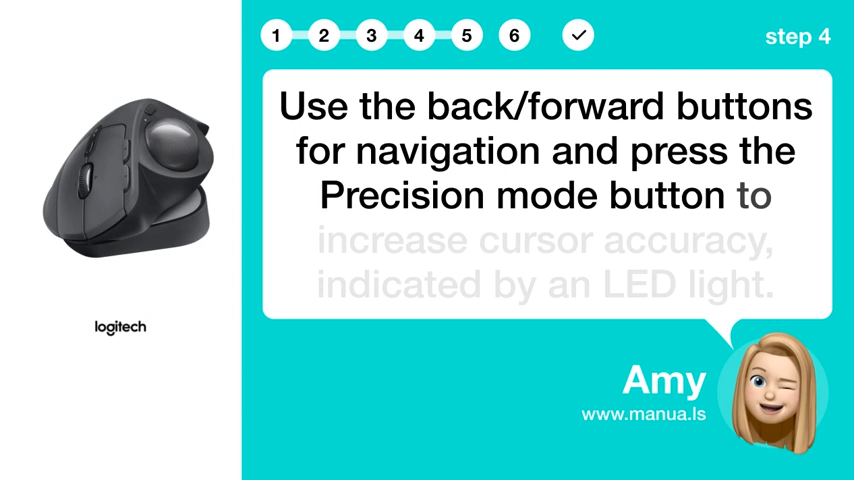 1 2 3 4 5 6
step 4
Use the back/forward buttons
for navigation and press the
Precision mode button to
increase cursor accuracy,
indicated by an LED light.
logitech
Amy
www.manua.ls